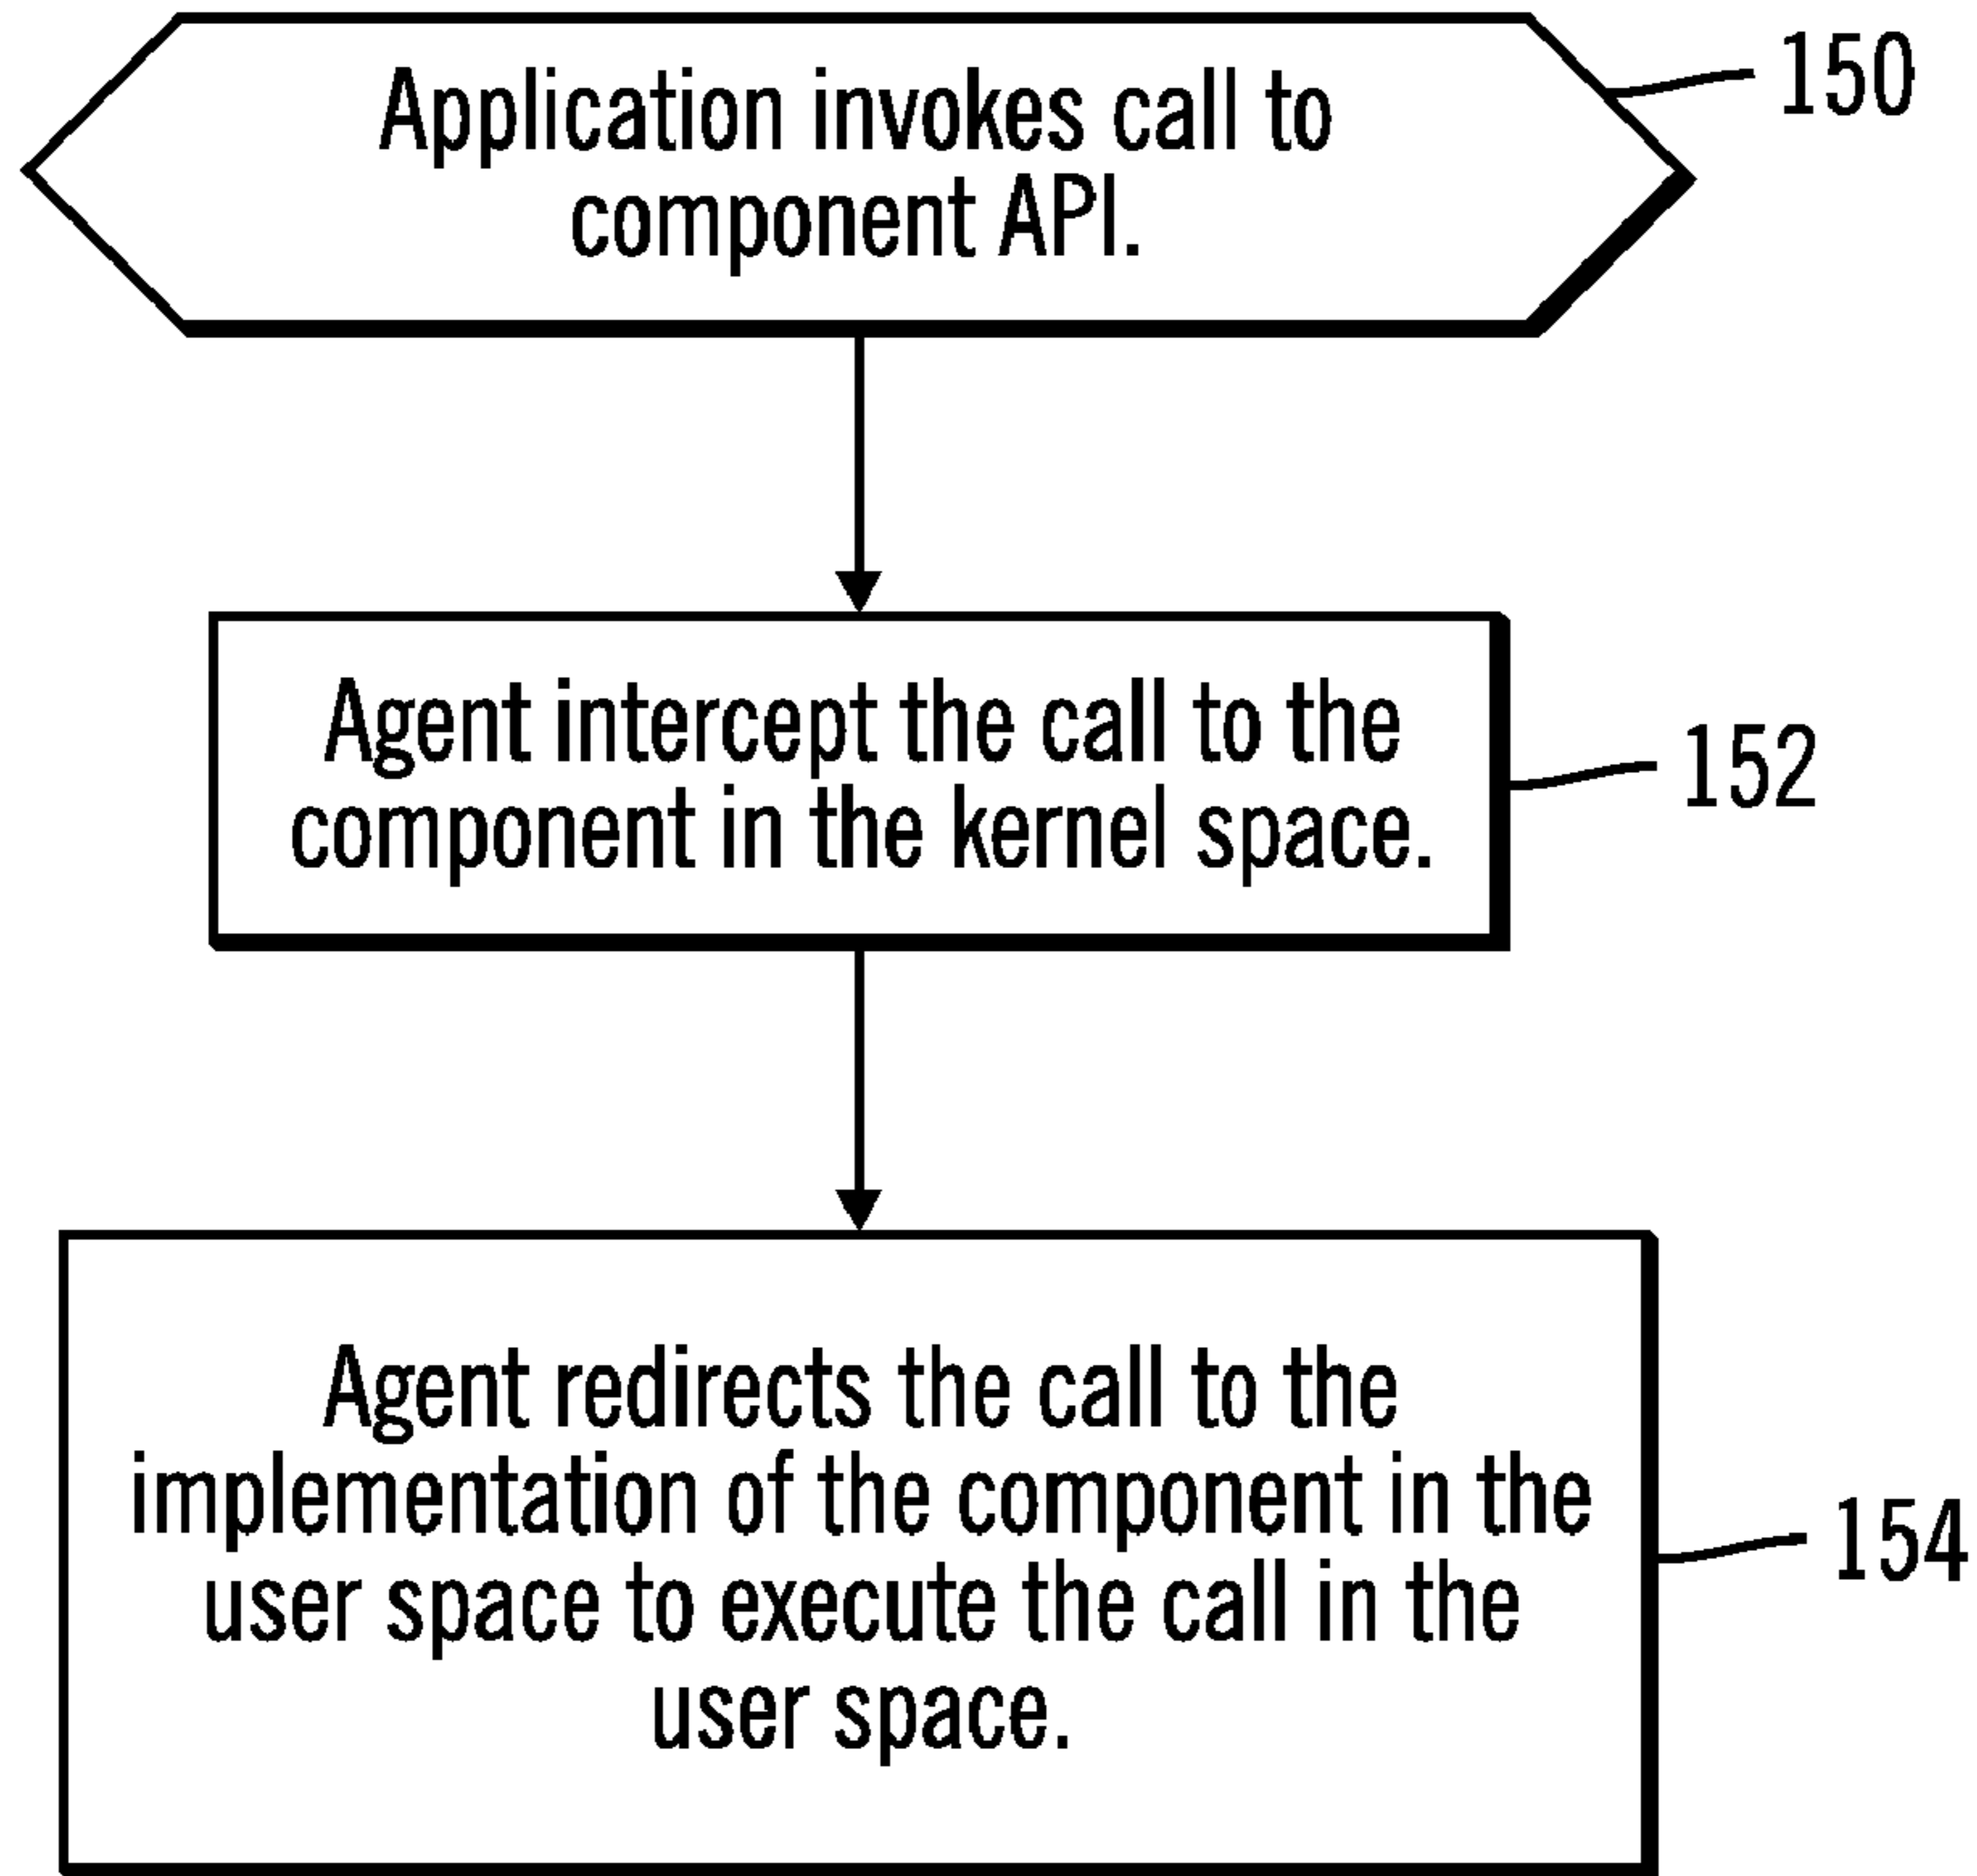 Application invokes call to
component API.
150
Agent intercept the call to the
component in the kernel space.
152
Agent redirects the call to the
implementation of the component in the
user space to execute the call in the
user space.
154